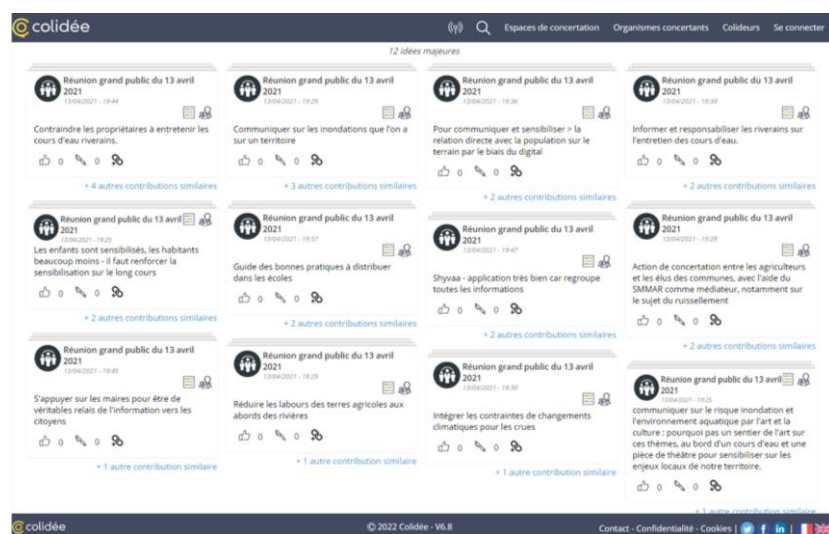 colidée
Espaces de concertation Organismes concertants Colideurs Se connecter
12 idées majeures
Réunion grand public du 13 avril
2021
13/04/2021 - 19:44
Contraindre les propriétaires à entretenir les
cours d'eau riverains.
0 0
+ 4 autres contributions similaires
Réunion grand public du 13 avril
2021
13/04/2021 - 19:29
Communiquer sur les inondations que l'on a
sur un territoire
0 0
+ 3 autres contributions similaires
Réunion grand public du 13 avril
2021
13/04/2021 - 19:36
Pour communiquer et sensibiliser > la
relation directe avec la population sur le
terrain par le biais du digital
0 0
+ 2 autres contributions similaires
Réunion grand public du 13 avril
2021
13/04/2021 - 19:39
Informer et responsabiliser les riverains sur
l'entretien des cours d'eau.
0 0
+ 2 autres contributions similaires
Réunion grand public du 13 avril
2021
13/04/2021 - 19:25
Les enfants sont sensibilisés, les habitants
beaucoup moins - il faut renforcer la
sensibilisation sur le long cours
0 0
+ 2 autres contributions similaires
Réunion grand public du 13 avril
2021
13/04/2021 - 19:37
Guide des bonnes pratiques à distribuer
dans les écoles
0 0
+ 2 autres contributions similaires
Réunion grand public du 13 avril
2021
13/04/2021 - 19:47
Shyvaa - application très bien car regroupe
toutes les informations
0 0
+ 2 autres contributions similaires
Réunion grand public du 13 avril
2021
13/04/2021 - 19:28
Action de concertation entre les agriculteurs
et les élus des communes, avec l'aide du
SMMAR comme médiateur, notamment sur
le sujet du ruissellement
0 0
+ 2 autres contributions similaires
Réunion grand public du 13 avril
2021
13/04/2021 - 19:45
S'appuyer sur les maires pour être de
véritables relais de l'information vers les
citoyens
0 0
+ 1 autre contribution similaire
Réunion grand public du 13 avril
2021
13/04/2021 - 19:25
Réduire les labours des terres agricoles aux
abords des rivières
0 0
+ 1 autre contribution similaire
Réunion grand public du 13 avril
2021
13/04/2021 - 19:30
Intégrer les contraintes de changements
climatiques pour les crues
0 0
+ 1 autre contribution similaire
Réunion grand public du 13 avril
2021
13/04/2021 - 19:25
communiquer sur le risque inondation et
l'environnement aquatique par l'art et la
culture : pourquoi pas un sentier de l'art sur
ces thèmes, au bord d'un cours d'eau et une
pièce de théâtre pour sensibiliser sur les
enjeux locaux de notre territoire.
0 0
+ 1 autre contribution similaire
colidée
© 2022 Colidée - V6.8
Contact - Confidentialité - Cookies |